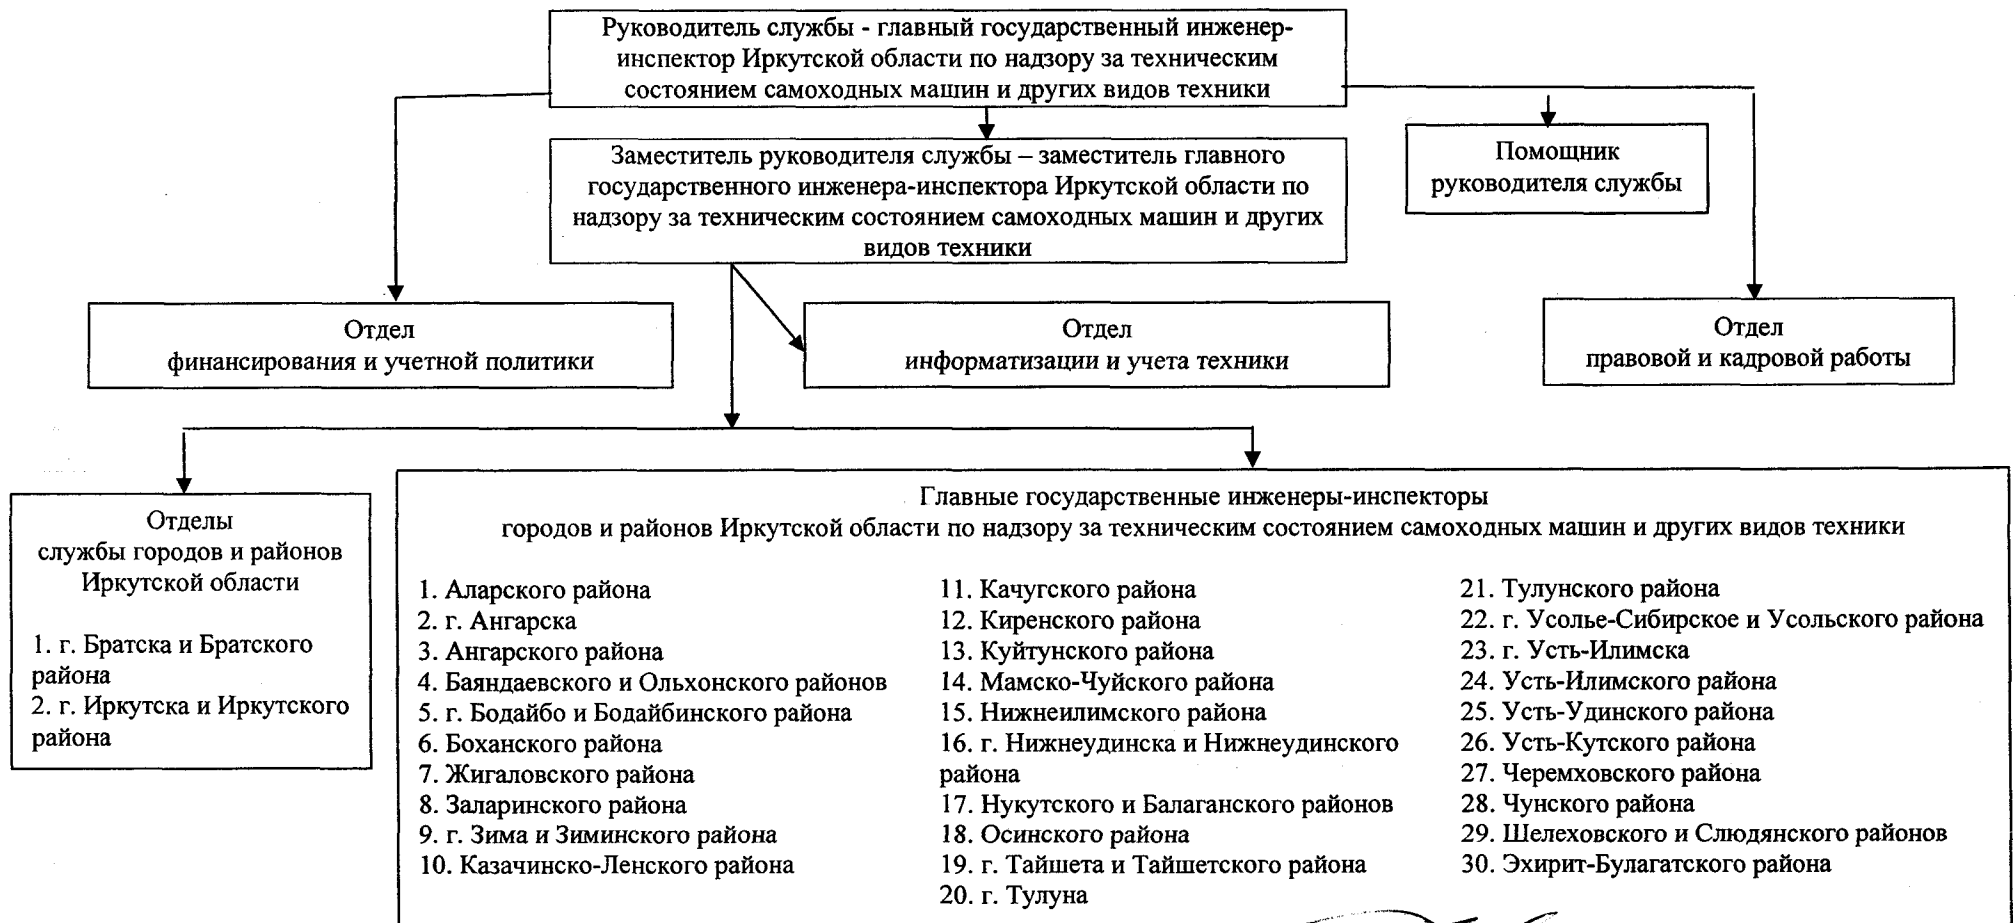 Руководитель службы - главный государственный инженер-
инспектор Иркутской области по надзору за техническим
состоянием самоходных машин и других видов техники
Заместитель руководителя службы – заместитель главного
государственного инженера-инспектора Иркутской области по
надзору за техническим состоянием самоходных машин и других
видов техники
Помощник
руководителя службы
Отдел
финансирования и учетной политики
Отдел
информатизации и учета техники
Отдел
правовой и кадровой работы
Отделы
службы городов и районов
Иркутской области
1. г. Братска и Братского
района
2. г. Иркутска и Иркутского
района
Главные государственные инженеры-инспекторы
городов и районов Иркутской области по надзору за техническим состоянием самоходных машин и других видов техники
1. Аларского района
2. г. Ангарска
3. Ангарского района
4. Баяндаевского и Ольхонского районов
5. г. Бодайбо и Бодайбинского района
6. Боханского района
7. Жигаловского района
8. Заларинского района
9. г. Зима и Зиминского района
10. Казачинско-Ленского района
11. Качугского района
12. Киренского района
13. Куйтунского района
14. Мамско-Чуйского района
15. Нижнеилимского района
16. г. Нижнеудинска и Нижнеудинского
района
17. Нукутского и Балаганского районов
18. Осинского района
19. г. Тайшета и Тайшетского района
20. г. Тулуна
21. Тулунского района
22. г. Усолье-Сибирское и Усольского района
23. г. Усть-Илимска
24. Усть-Илимского района
25. Усть-Удинского района
26. Усть-Кутского района
27. Черемховского района
28. Чунского района
29. Шелеховского и Слюдянского районов
30. Эхирит-Булагатского района